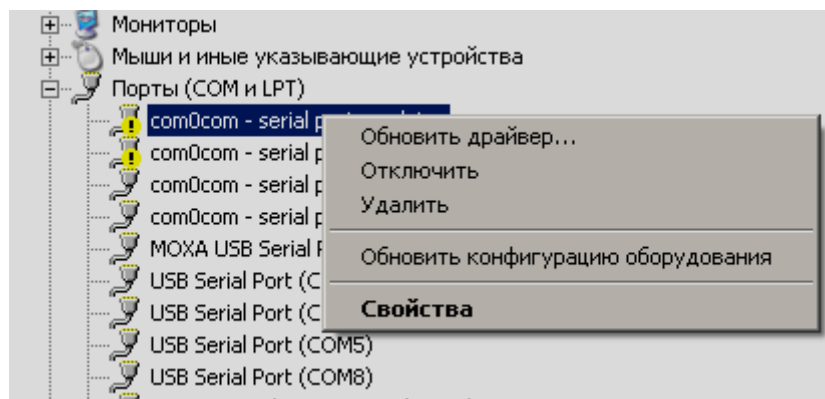 Мониторы
Мыши и иные указывающие устройства
Порты (COM и LPT)
com0com - serial
com0com - serial
com0com - serial
com0com - serial
MOXA USB Serial
USB Serial Port
USB Serial Port
USB Serial Port (COM5)
USB Serial Port (COM8)
Обновить драйвер...
Отключить
Удалить
Обновить конфигурацию оборудования
Свойства